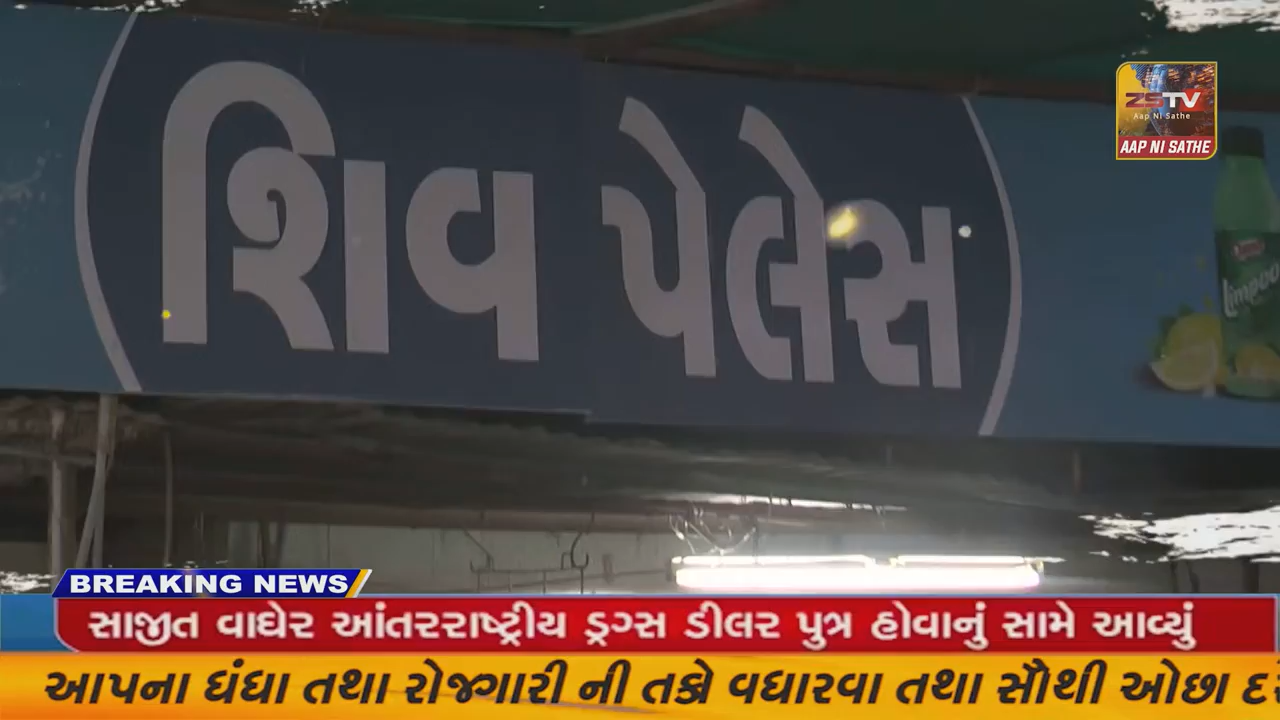 શિવ પેલેસ
ZSTV
Aap Ni Sathe
AAP NI SATHE
BREAKING NEWS
સાજીત વાઘેર આંતરરાષ્ટ્રીય ડ્રગ્સ ડીલર પુત્ર હોવાનું સામે આવ્યું
આપના ધંધા તથા રોજગારી ની તકો વધારવા તથા સૌથી ઓછા